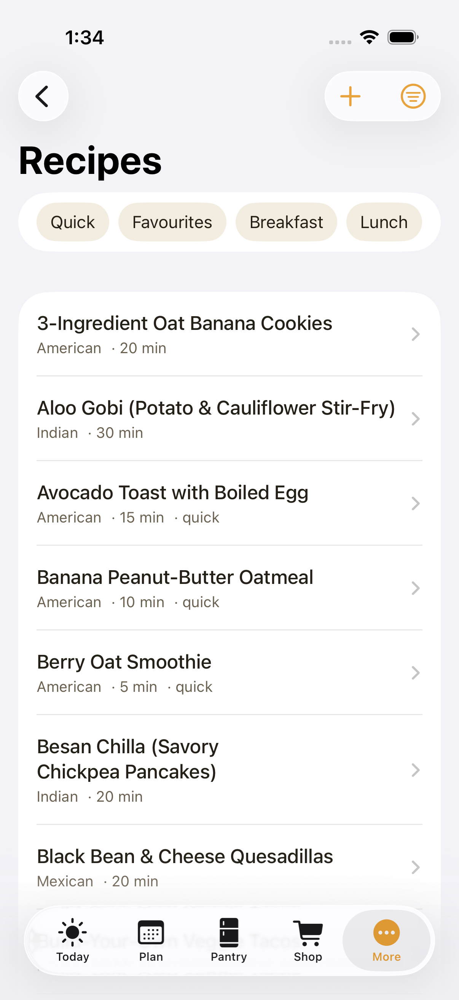 1:34
Recipes
Quick
Favourites
Breakfast
Lunch
3-Ingredient Oat Banana Cookies
American · 20 min
Aloo Gobi (Potato & Cauliflower Stir-Fry)
Indian · 30 min
Avocado Toast with Boiled Egg
American · 15 min · quick
Banana Peanut-Butter Oatmeal
American · 10 min · quick
Berry Oat Smoothie
American · 5 min · quick
Besan Chilla (Savory
Chickpea Pancakes)
Indian · 20 min
Black Bean & Cheese Quesadillas
Mexican · 20 min
Today
Plan
Pantry
Shop
More